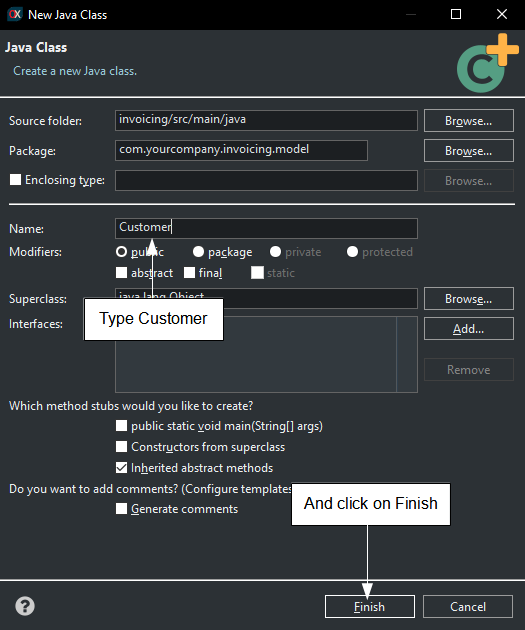 New Java Class
Java Class
Create a new Java class.
Source folder: invoicing/src/main/java Browse...
Package: com.yourcompany.invoicing.model Browse...
Enclosing type: Browse...
Name: Customer
Modifiers: public package private protected
abstract final static
Superclass: java.lang.Object Browse...
Type Customer
Interfaces: Add...
Remove
Which method stubs would you like to create?
public static void main(String[] args)
Constructors from superclass
Inherited abstract methods
Do you want to add comments? (Configure templates
And click on Finish
Generate comments
? Finish Cancel